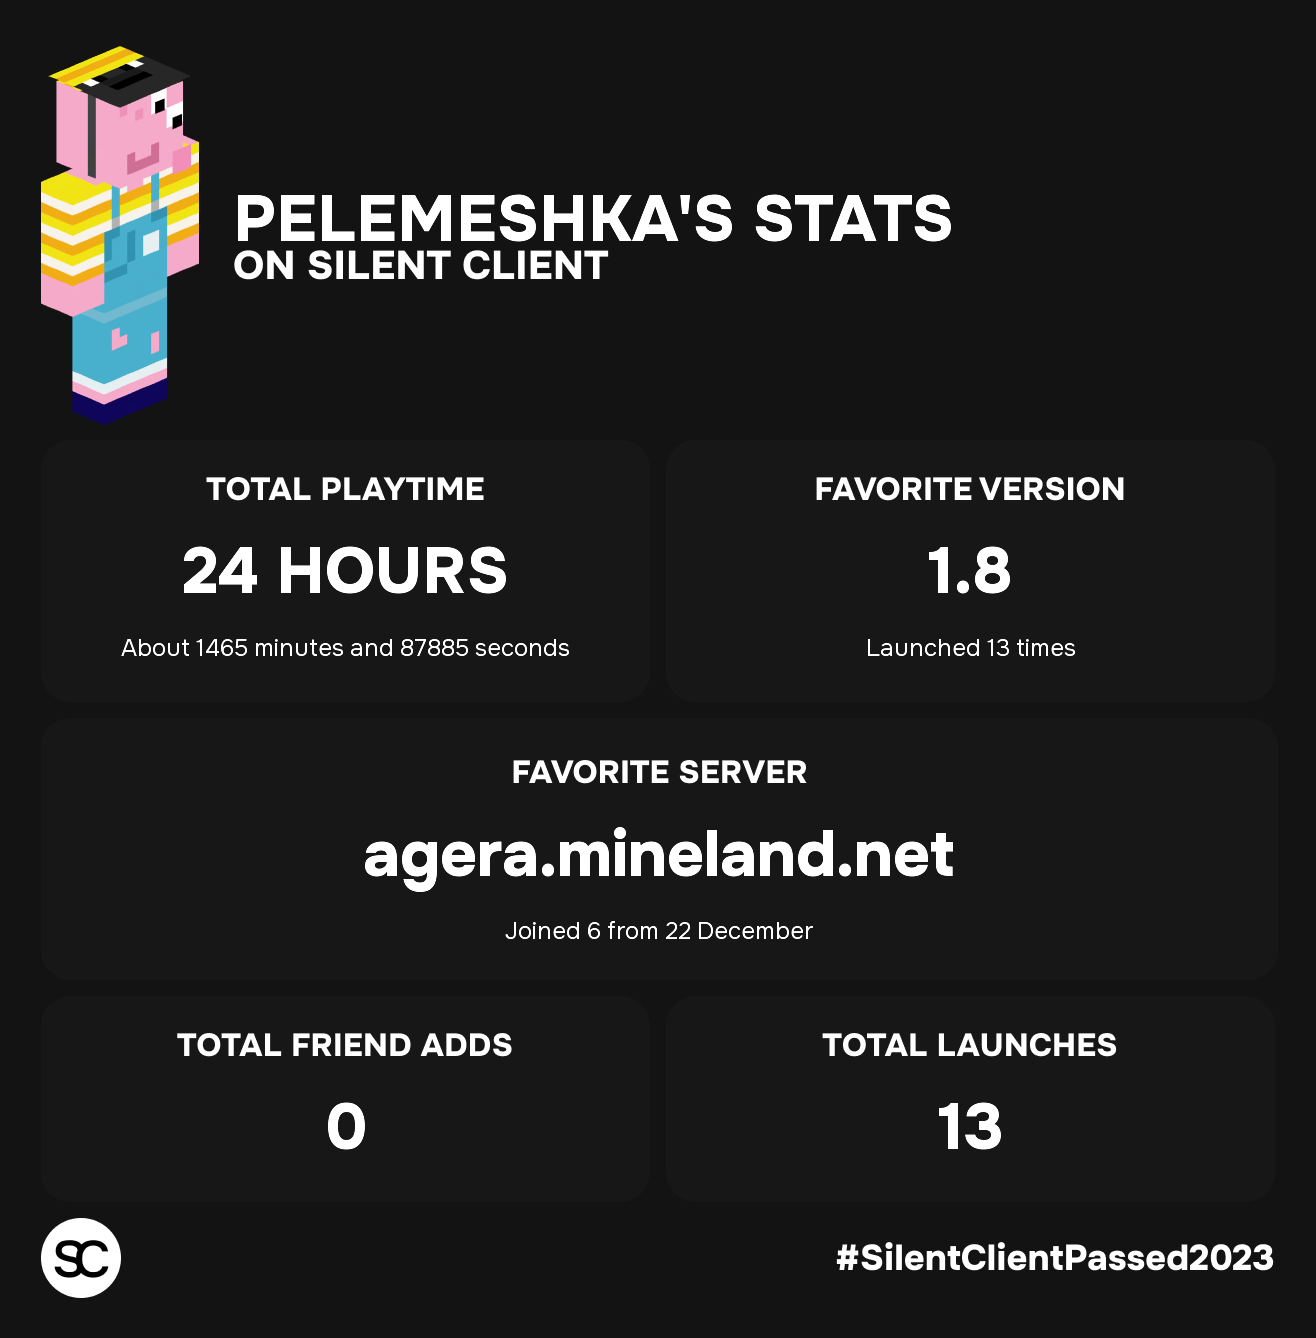 PELEMESHKA'S STATS
ON SILENT CLIENT
TOTAL PLAYTIME
24 HOURS
About 1465 minutes and 87885 seconds
FAVORITE VERSION
1.8
Launched 13 times
FAVORITE SERVER
agera.mineland.net
Joined 6 from 22 December
TOTAL FRIEND ADDS
0
TOTAL LAUNCHES
13
SC
#SilentClientPassed2023